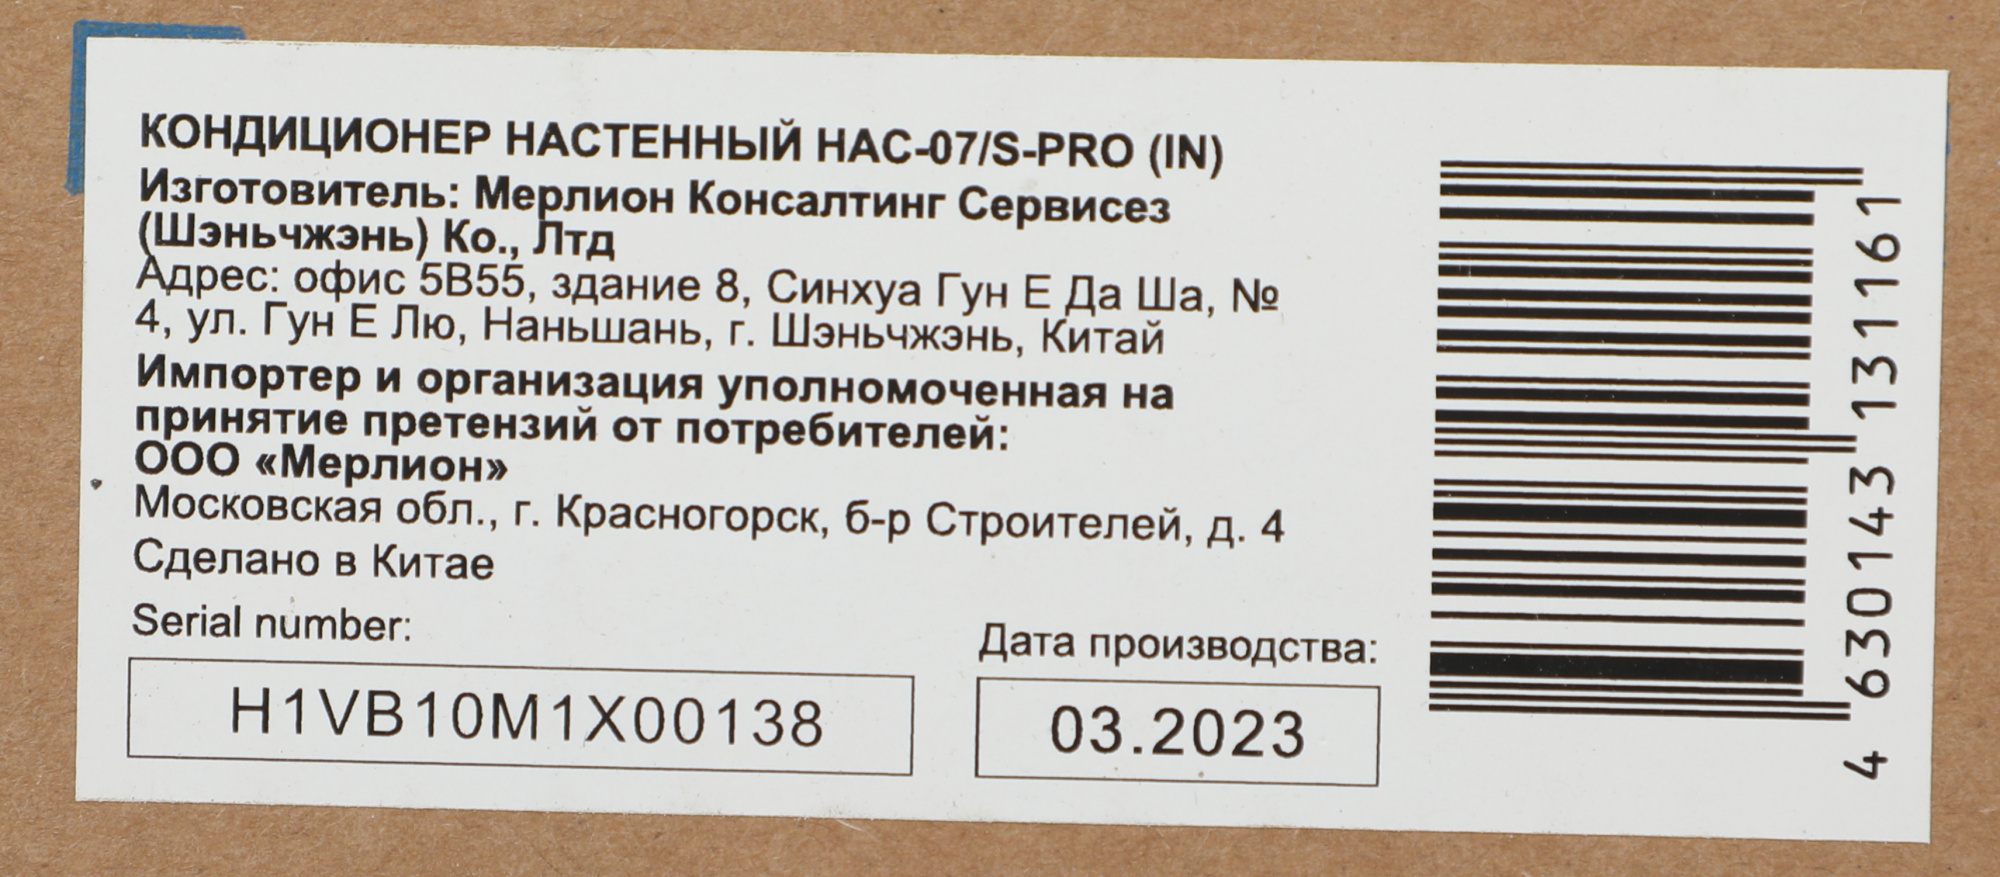 КОНДИЦИОНЕР НАСТЕННЫЙ HAC-07/S-PRO (IN)
Изготовитель: Мерлион Консалтинг Сервисез
(Шэньчжэнь) Ко., Лтд
Адрес: офис 5B55, здание 8, Синхуа Гун Е Да Ша, №
4, ул. Гун Е Лю, Наньшань, г. Шэньчжэнь, Китай
Импортер и организация уполномоченная на
принятие претензий от потребителей:
ООО «Мерлион»
Московская обл., г. Красногорск, б-р Строителей, д. 4
Сделано в Китае
Serial number:
H1VB10M1X00138
Дата производства:
03.2023
4 630143 131161